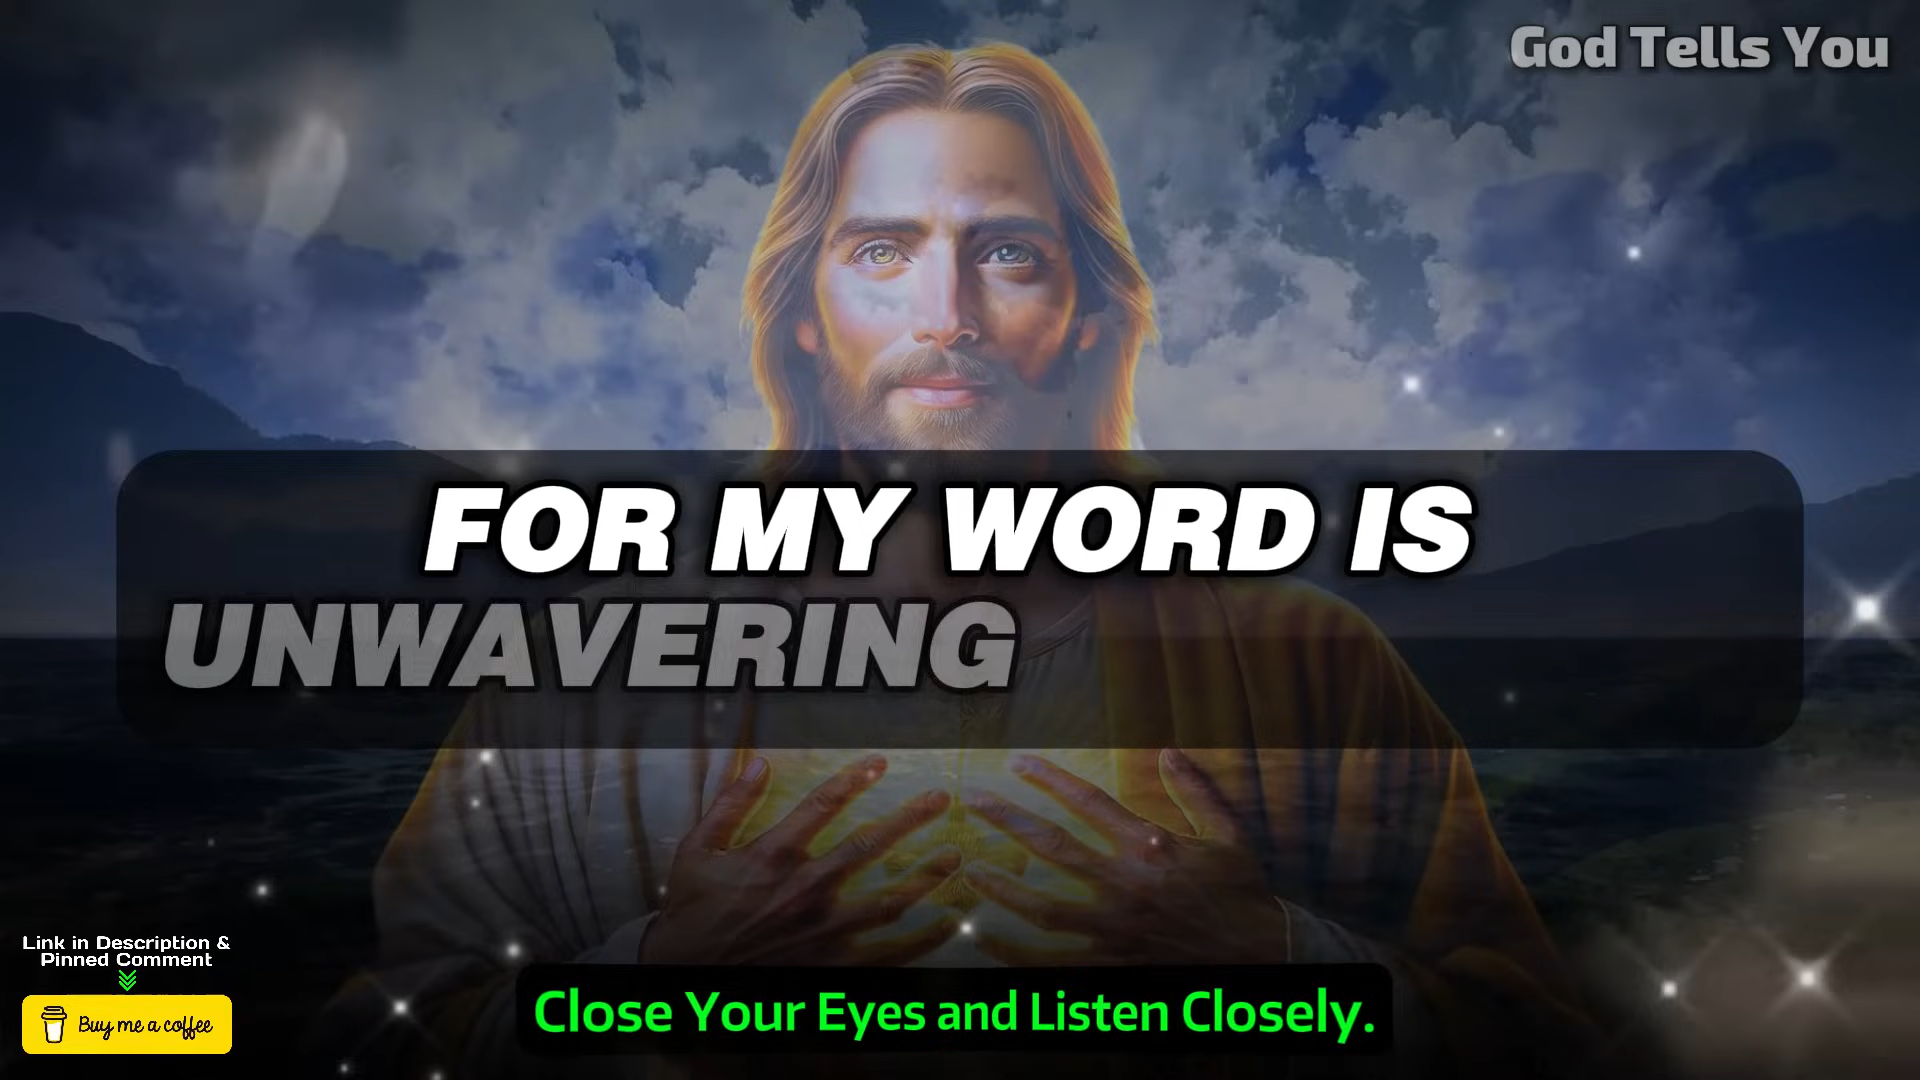 God Tells You
FOR MY WORD IS
UNWAVERING
Link in Description &
Pinned Comment
Buy me a coffee
Close Your Eyes and Listen Closely.